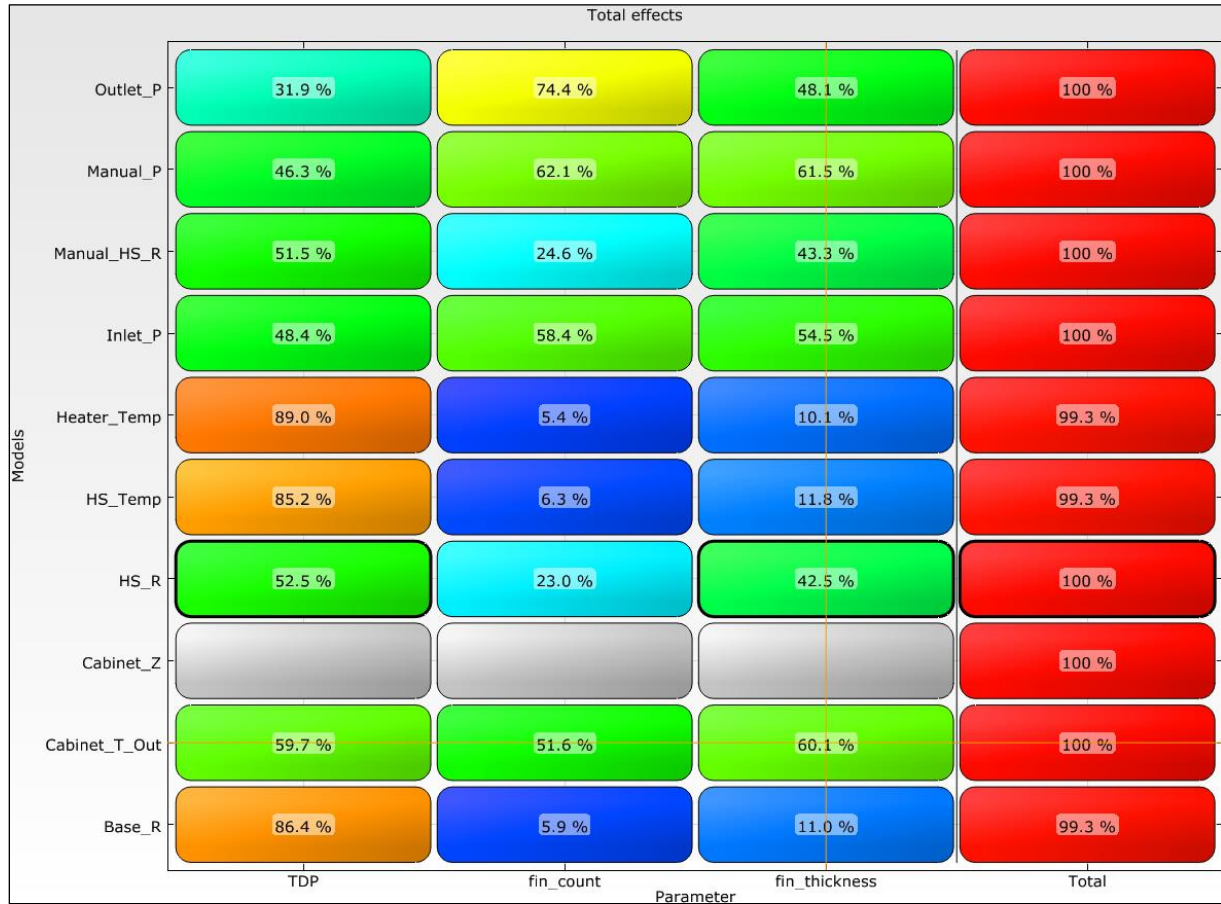 Total effects
Outlet_P 31.9 % 74.4 % 48.1 % 100 %
Manual_P 46.3 % 62.1 % 61.5 % 100 %
Manual_HS_R 51.5 % 24.6 % 43.3 % 100 %
Inlet_P 48.4 % 58.4 % 54.5 % 100 %
Heater_Temp 89.0 % 5.4 % 10.1 % 99.3 %
HS_Temp 85.2 % 6.3 % 11.8 % 99.3 %
HS_R 52.5 % 23.0 % 42.5 % 100 %
Cabinet_Z 100 %
Cabinet_T_Out 59.7 % 51.6 % 60.1 % 100 %
Base_R 86.4 % 5.9 % 11.0 % 99.3 %
Models
TDP fin_count fin_thickness Total
Parameter